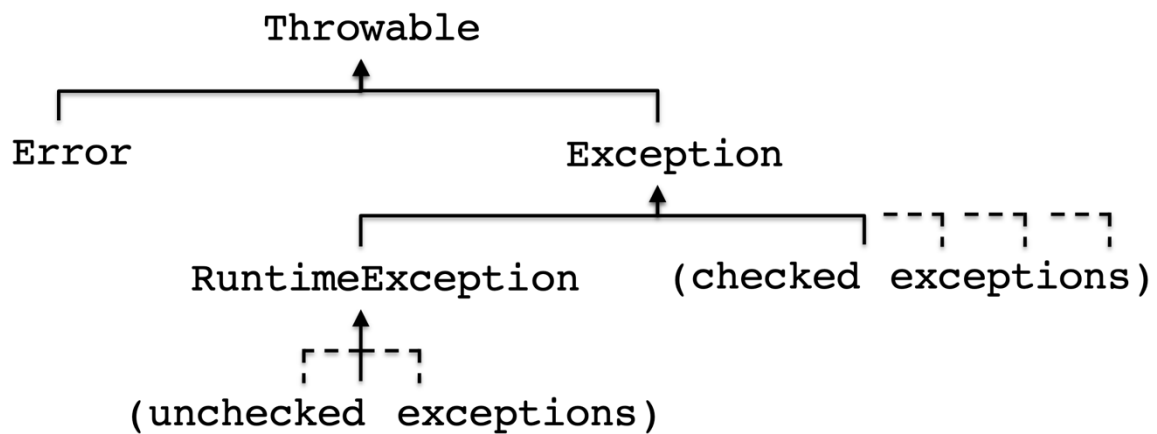 Throwable
Error Exception
RuntimeException (checked exceptions)
(unchecked exceptions)